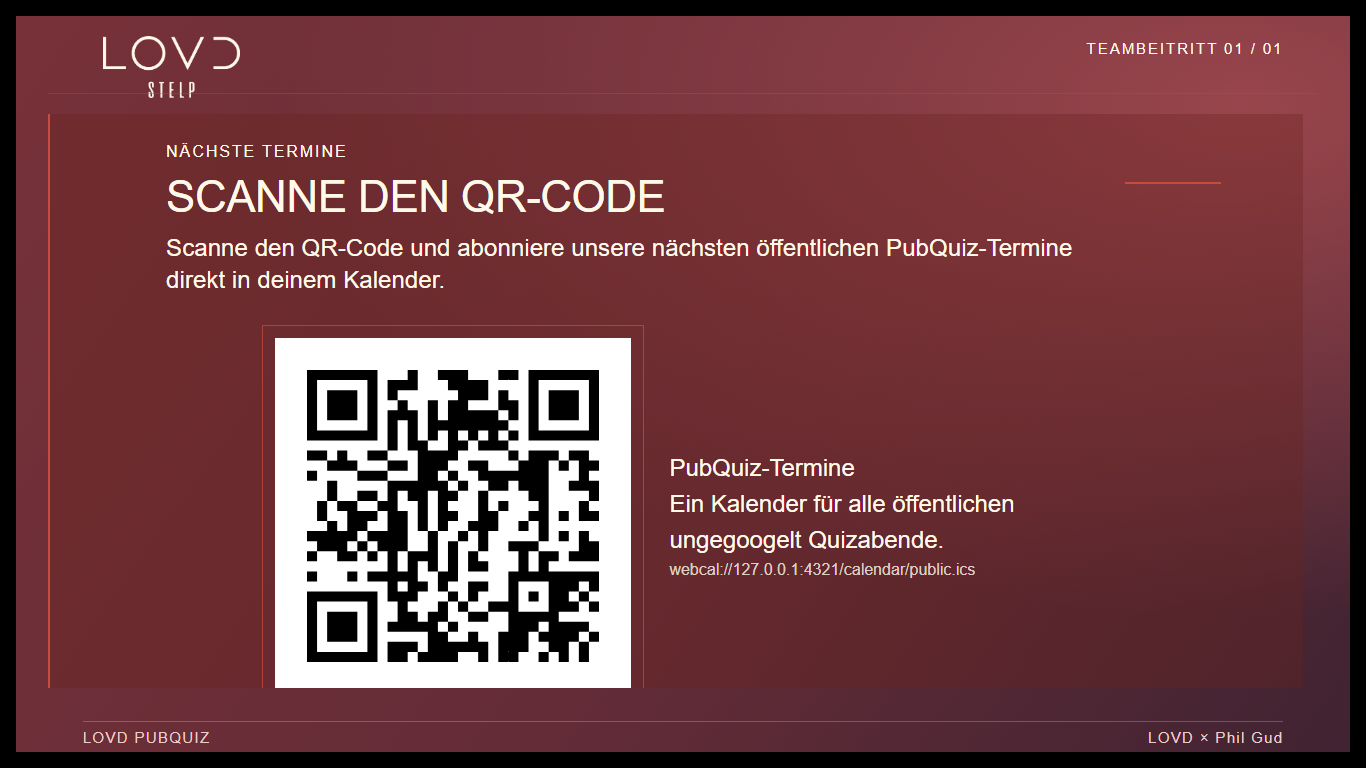 LOVD
STELP
TEAMBEITRITT 01 / 01
NÄCHSTE TERMINE
SCANNE DEN QR-CODE
Scanne den QR-Code und abonniere unsere nächsten öffentlichen PubQuiz-Termine
direkt in deinem Kalender.
PubQuiz-Termine
Ein Kalender für alle öffentlichen
ungegoogelt Quizabende.
webcal://127.0.0.1:4321/calendar/public.ics
LOVD PUBQUIZ
LOVD × Phil Gud